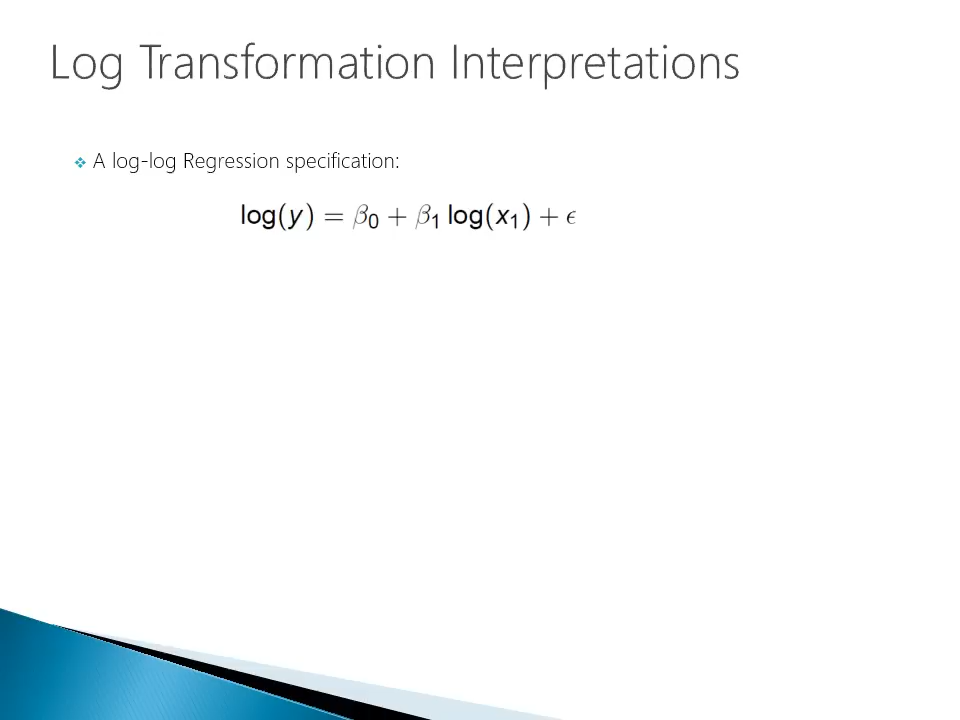 Log Transformation Interpretations
❖ A log-log Regression specification:
log(y) = β₀ + β₁ log(x₁) + ϵ